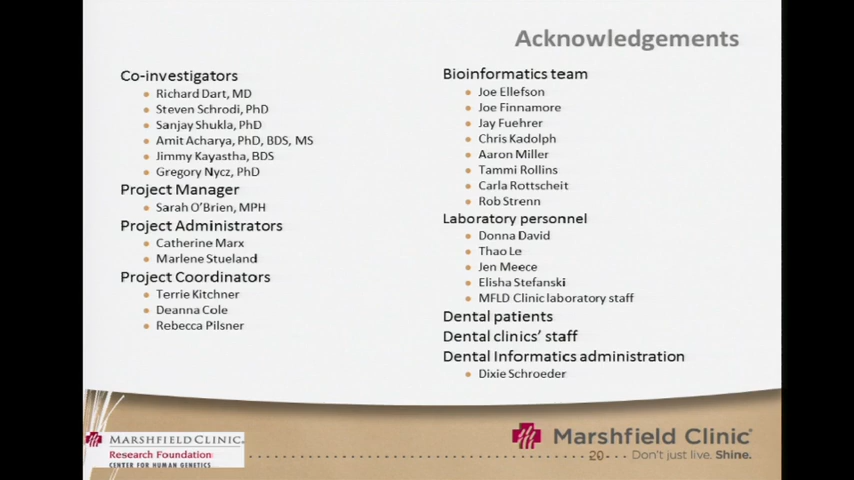 Acknowledgements
Co-investigators
Richard Dart, MD
Steven Schrodi, PhD
Sanjay Shukla, PhD
Amit Acharya, PhD, BDS, MS
Jimmy Kayastha, BDS
Gregory Nycz, PhD
Project Manager
Sarah O'Brien, MPH
Project Administrators
Catherine Marx
Marlene Stueland
Project Coordinators
Terrie Kitchner
Deanna Cole
Rebecca Pilsner
Bioinformatics team
Joe Ellefson
Joe Finnamore
Jay Fuehrer
Chris Kadolph
Aaron Miller
Tammi Rollins
Carla Rottscheit
Rob Strenn
Laboratory personnel
Donna David
Thao Le
Jen Meece
Elisha Stefanski
MFLD Clinic laboratory staff
Dental patients
Dental clinics' staff
Dental Informatics administration
Dixie Schroeder
MARSHFIELD CLINIC®
Research Foundation
CENTER FOR HUMAN GENETICS
Marshfield Clinic®
20
Don't just live. Shine.